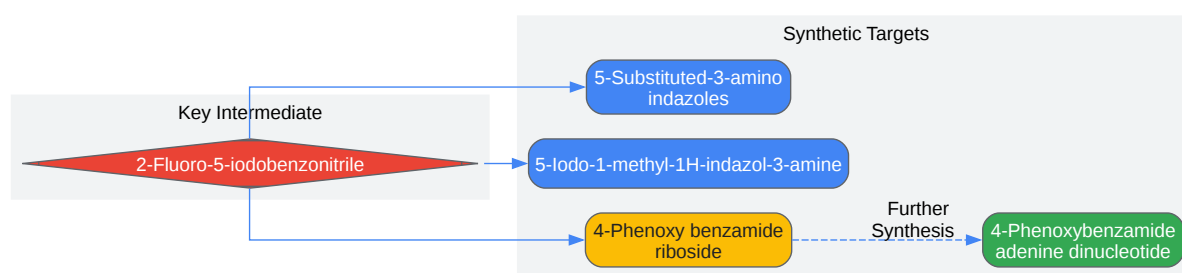 Synthetic Targets
Key Intermediate
2-Fluoro-5-iodobenzonitrile
5-Substituted-3-amino
indazoles
5-Iodo-1-methyl-1H-indazol-3-amine
4-Phenoxy benzamide
riboside
Further
Synthesis
4-Phenoxybenzamide
adenine dinucleotide